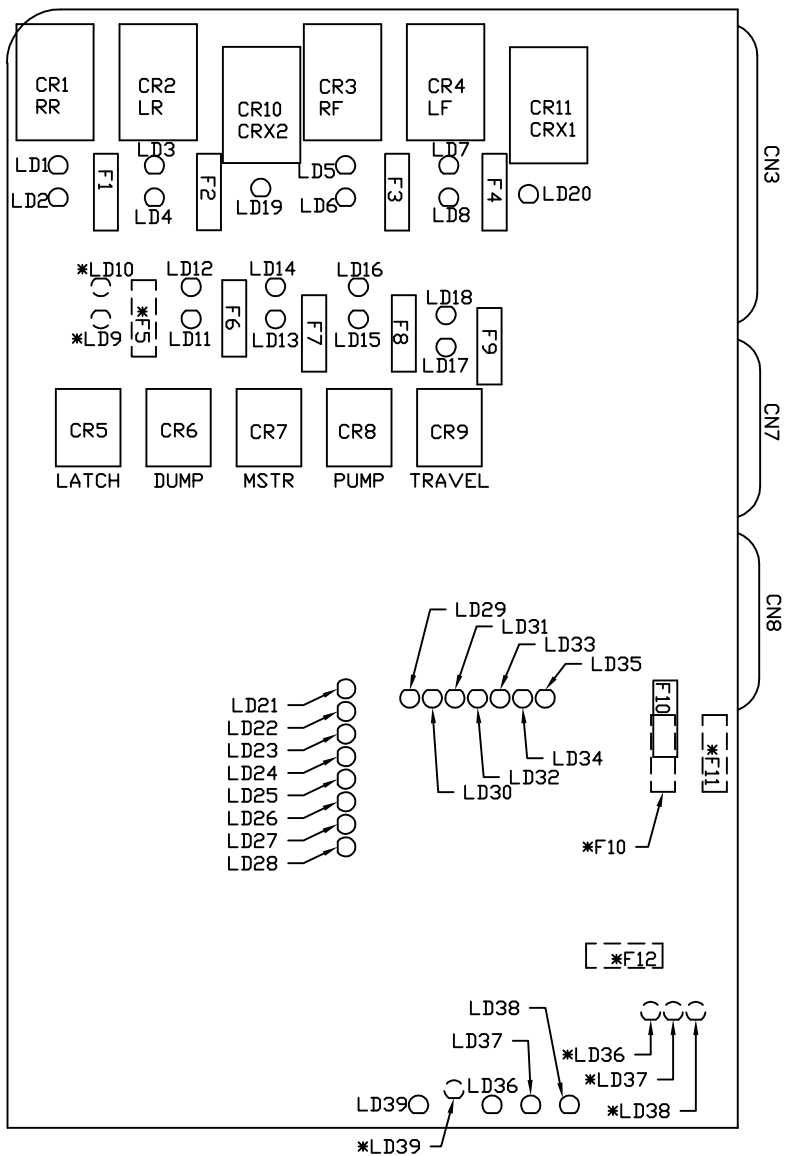 CR1
RR
CR2
LR
CR10
CRX2
CR3
RF
CR4
LF
CR11
CRX1
CN3
LD1
LD2
F1
LD3
LD4
F2
LD19
LD5
LD6
F3
LD7
LD8
F4
LD20
*LD10
*LD9
*F5
LD12
LD11
F6
LD14
LD13
F7
LD16
LD15
F8
LD18
LD17
F9
CN7
CR5
CR6
CR7
CR8
CR9
LATCH
DUMP
MSTR
PUMP
TRAVEL
CN8
LD29
LD31
LD33
LD35
LD21
LD22
LD23
LD24
LD25
LD26
LD27
LD28
LD34
LD32
LD30
F10
*F11
*F10
*F12
LD38
LD37
LD36
LD39
*LD39
*LD36
*LD37
*LD38